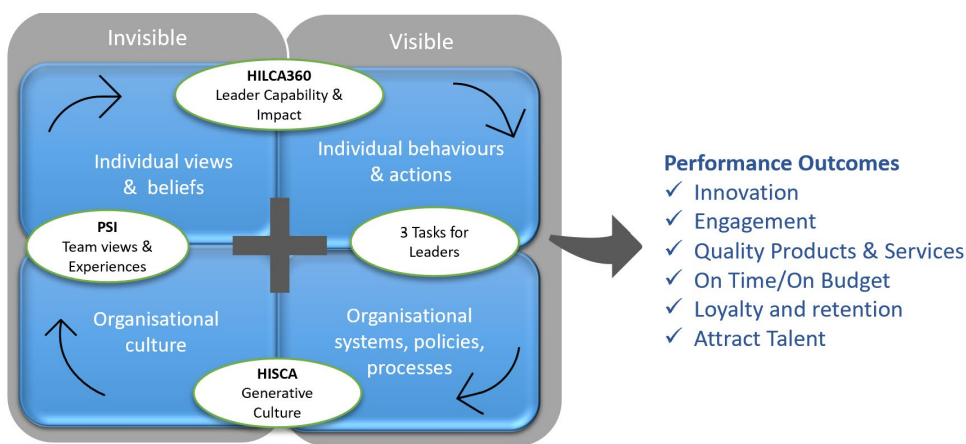 Invisible
Visible
HILCA360
Leader Capability &
Impact
Individual views
& beliefs
Individual behaviours
& actions
PSI
Team views &
Experiences
3 Tasks for
Leaders
Organisational
culture
Organisational
systems, policies,
processes
HISCA
Generative
Culture
Performance Outcomes
✓ Innovation
✓ Engagement
✓ Quality Products & Services
✓ On Time/On Budget
✓ Loyalty and retention
✓ Attract Talent